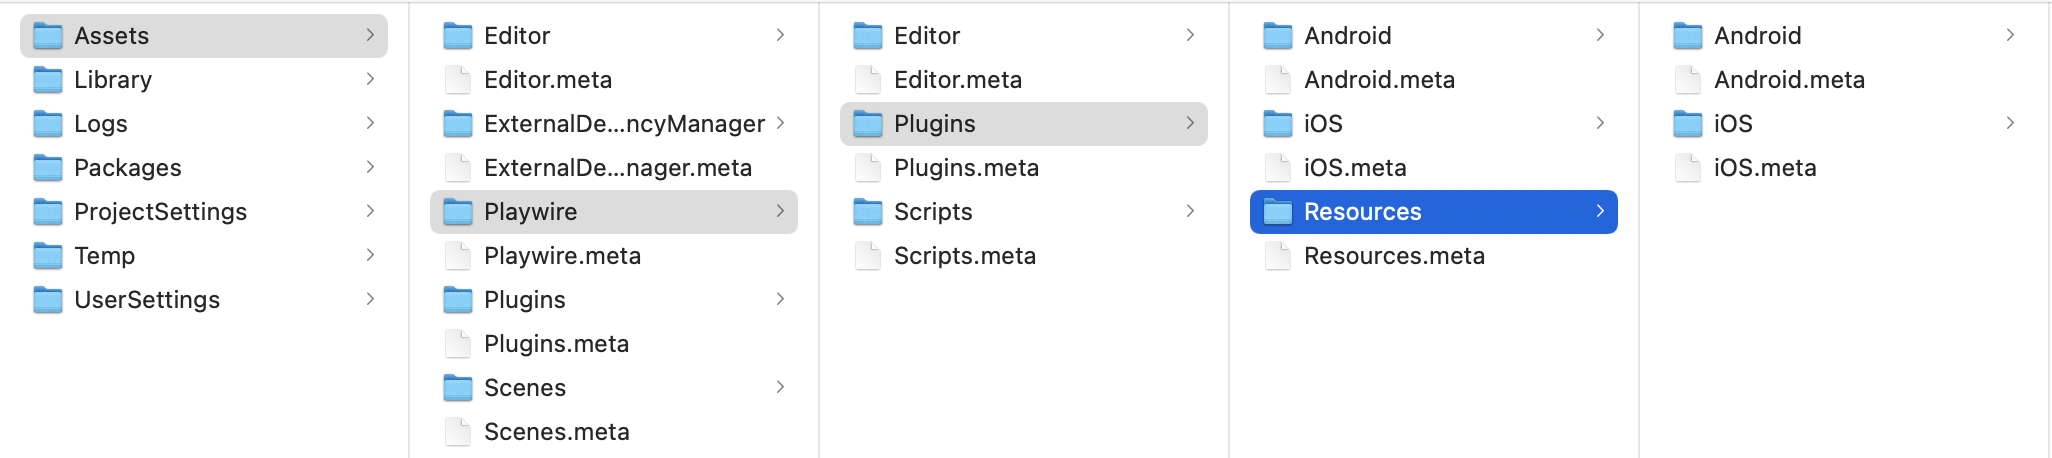 Assets
Library
Logs
Packages
ProjectSettings
Temp
UserSettings
Editor
Editor.meta
ExternalDe...ncyManager
ExternalDe...nager.meta
Playwire
Playwire.meta
Plugins
Plugins.meta
Scenes
Scenes.meta
Editor
Editor.meta
Plugins
Plugins.meta
Scripts
Scripts.meta
Android
Android.meta
iOS
iOS.meta
Resources
Resources.meta
Android
Android.meta
iOS
iOS.meta